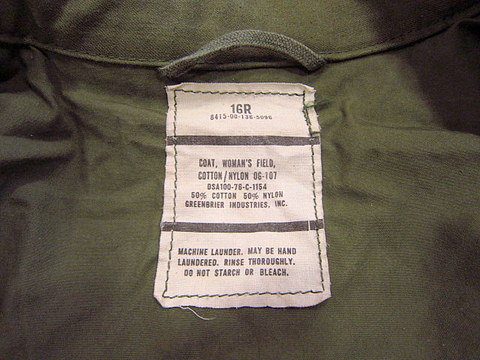 16R
8415-00-136-5096
COAT, WOMAN'S FIELD,
COTTON/NYLON OG-107
DSA100-76-C-1154
50% COTTON 50% NYLON
GREENBRIER INDUSTRIES, INC.
MACHINE LAUNDER. MAY BE HAND
LAUNDERED. RINSE THOROUGHLY.
DO NOT STARCH OR BLEACH.